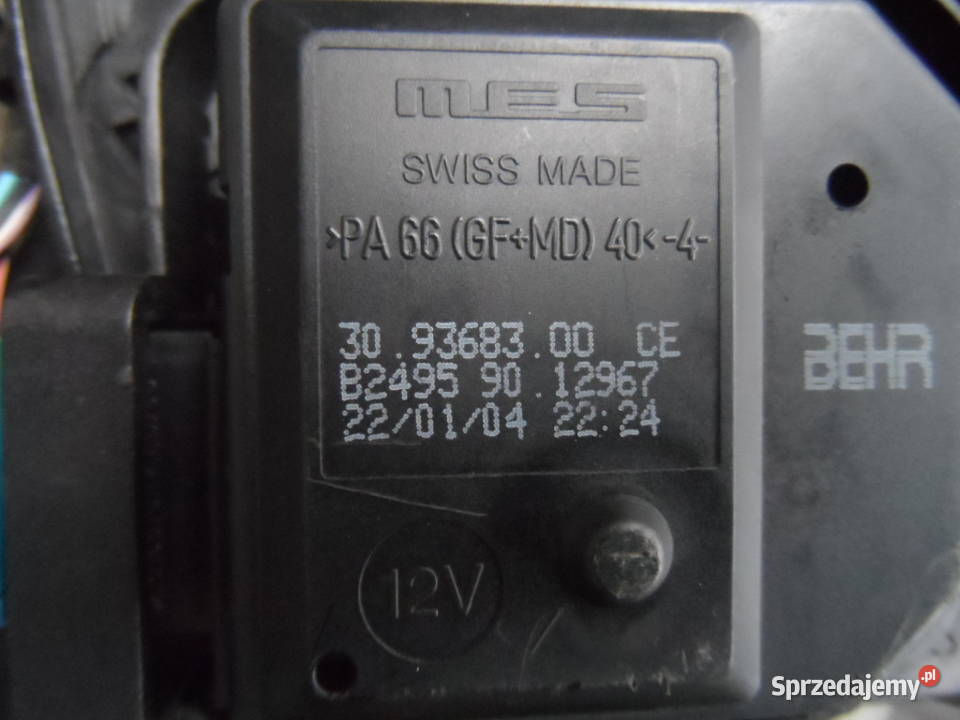 MES
SWISS MADE
>PA 66 (GF+MD) 40< -4-
30.93683.00 CE
B2495 90.12967
22/01/04 22:24
BEHR
12V
Sprzedajemy.pl